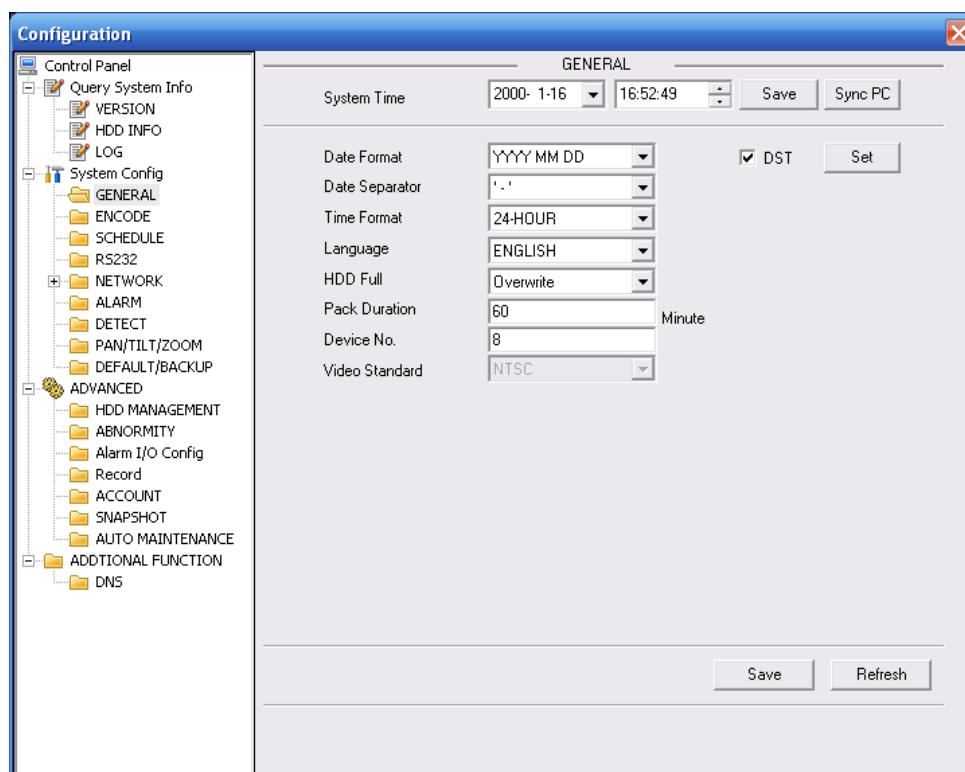 Configuration
Control Panel
Query System Info
VERSION
HDD INFO
LOG
System Config
GENERAL
ENCODE
SCHEDULE
RS232
NETWORK
ALARM
DETECT
PAN/TILT/ZOOM
DEFAULT/BACKUP
ADVANCED
HDD MANAGEMENT
ABNORMITY
Alarm I/O Config
Record
ACCOUNT
SNAPSHOT
AUTO MAINTENANCE
ADDTIONAL FUNCTION
DNS
GENERAL
System Time 2000- 1-16 16:52:49 Save Sync PC
Date Format YYYY MM DD DST Set
Date Separator '-'
Time Format 24-HOUR
Language ENGLISH
HDD Full Overwrite
Pack Duration 60 Minute
Device No. 8
Video Standard NTSC
Save Refresh